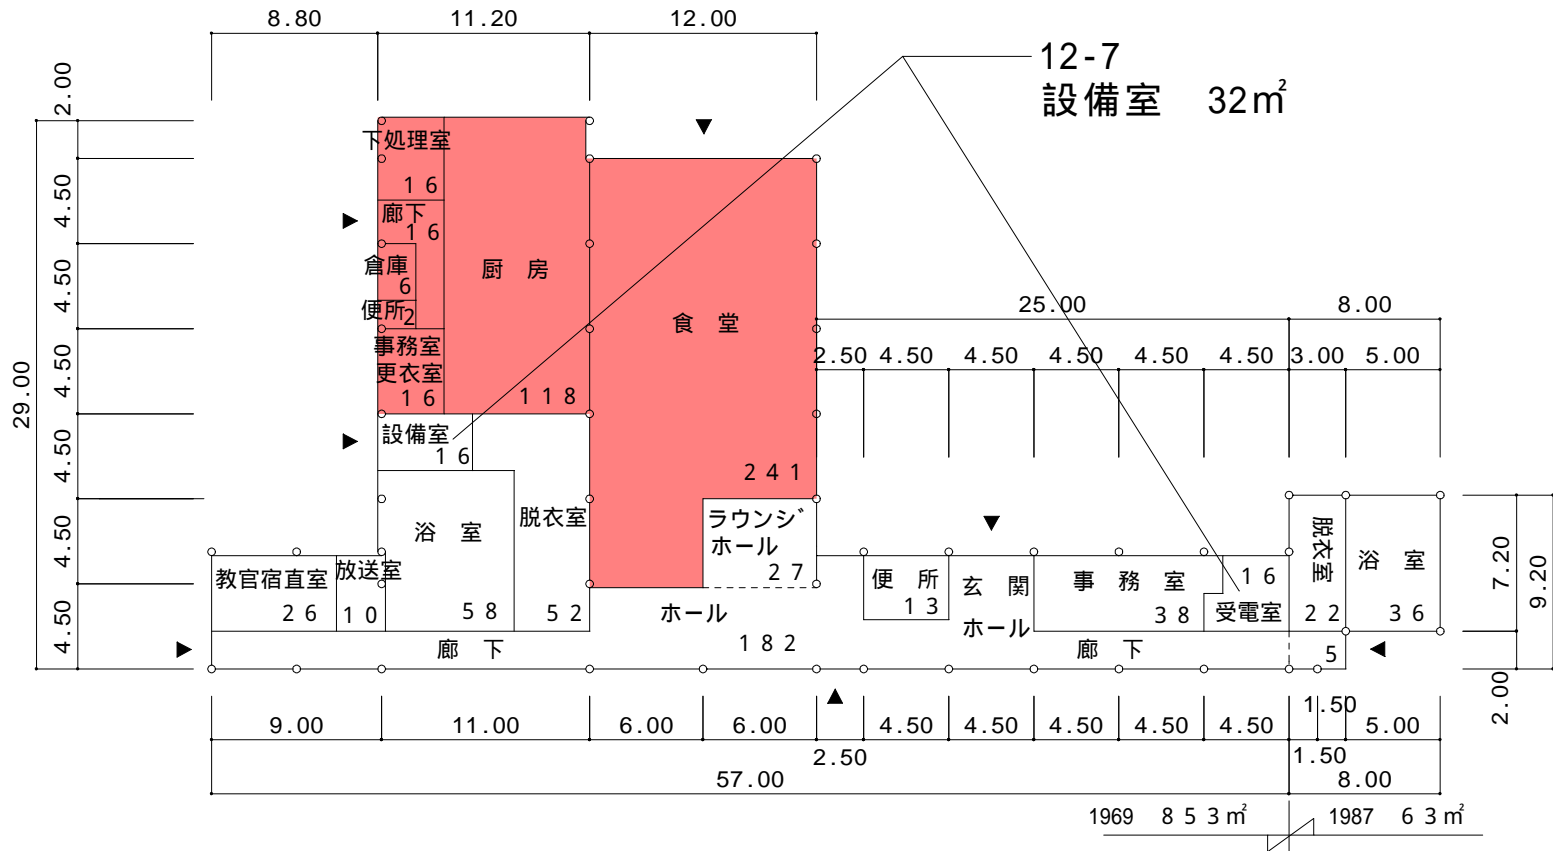 8.80 11.20 12.00
12-7
設備室 32㎡
2.00
4.50
4.50
4.50
4.50
4.50
4.50
29.00
下処理室
16
廊下
16
倉庫
6
便所
2
事務室
更衣室
16
厨 房
118
食 堂
241
25.00 8.00
2.50 4.50 4.50 4.50 4.50 4.50 3.00 5.00
設備室
16
浴 室
58
脱衣室
52
ラウンジ
ホール
27
教官宿直室
26
放送室
10
ホール
182
便 所
13
玄 関
ホール
事 務 室
38
16
受電室
脱衣室
22
浴 室
36
廊 下
廊 下
5
7.20
9.20
2.00
1.50
9.00 11.00 6.00 6.00 4.50 4.50 4.50 4.50 4.50 5.00
2.50 1.50
57.00 8.00
1969 853㎡ 1987 63㎡